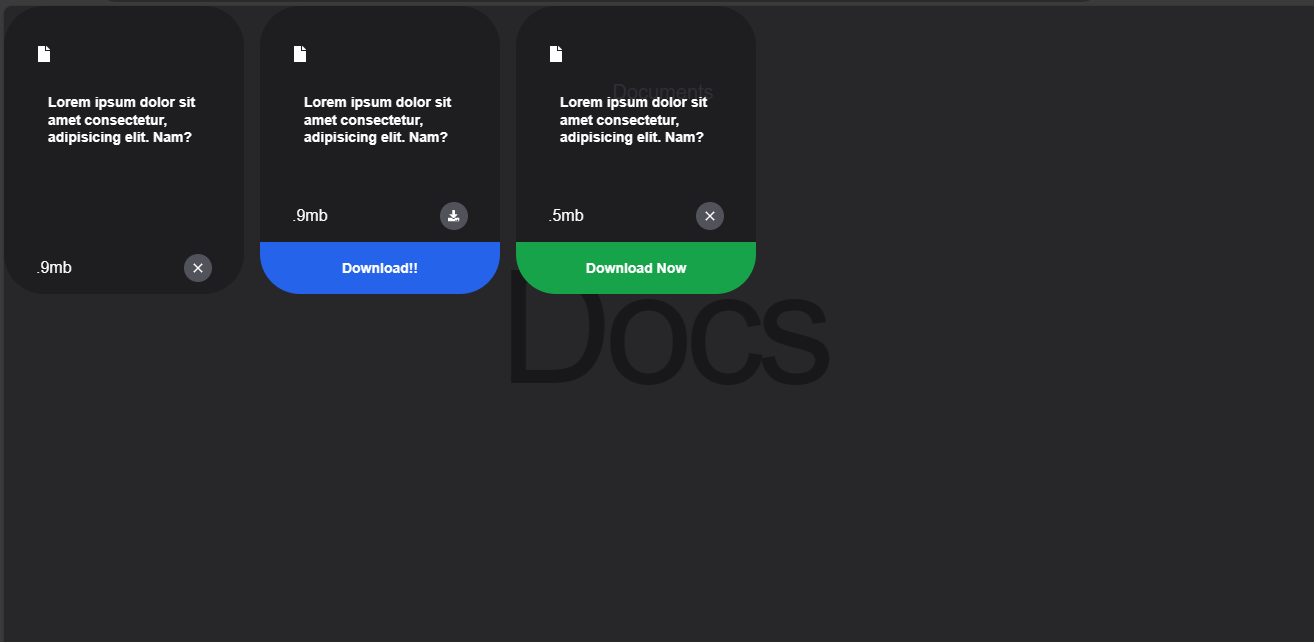 Documents
Lorem ipsum dolor sit
amet consectetur,
adipisicing elit. Nam?
.9mb
Lorem ipsum dolor sit
amet consectetur,
adipisicing elit. Nam?
.9mb
Download!!
Lorem ipsum dolor sit
amet consectetur,
adipisicing elit. Nam?
.5mb
Download Now
Docs